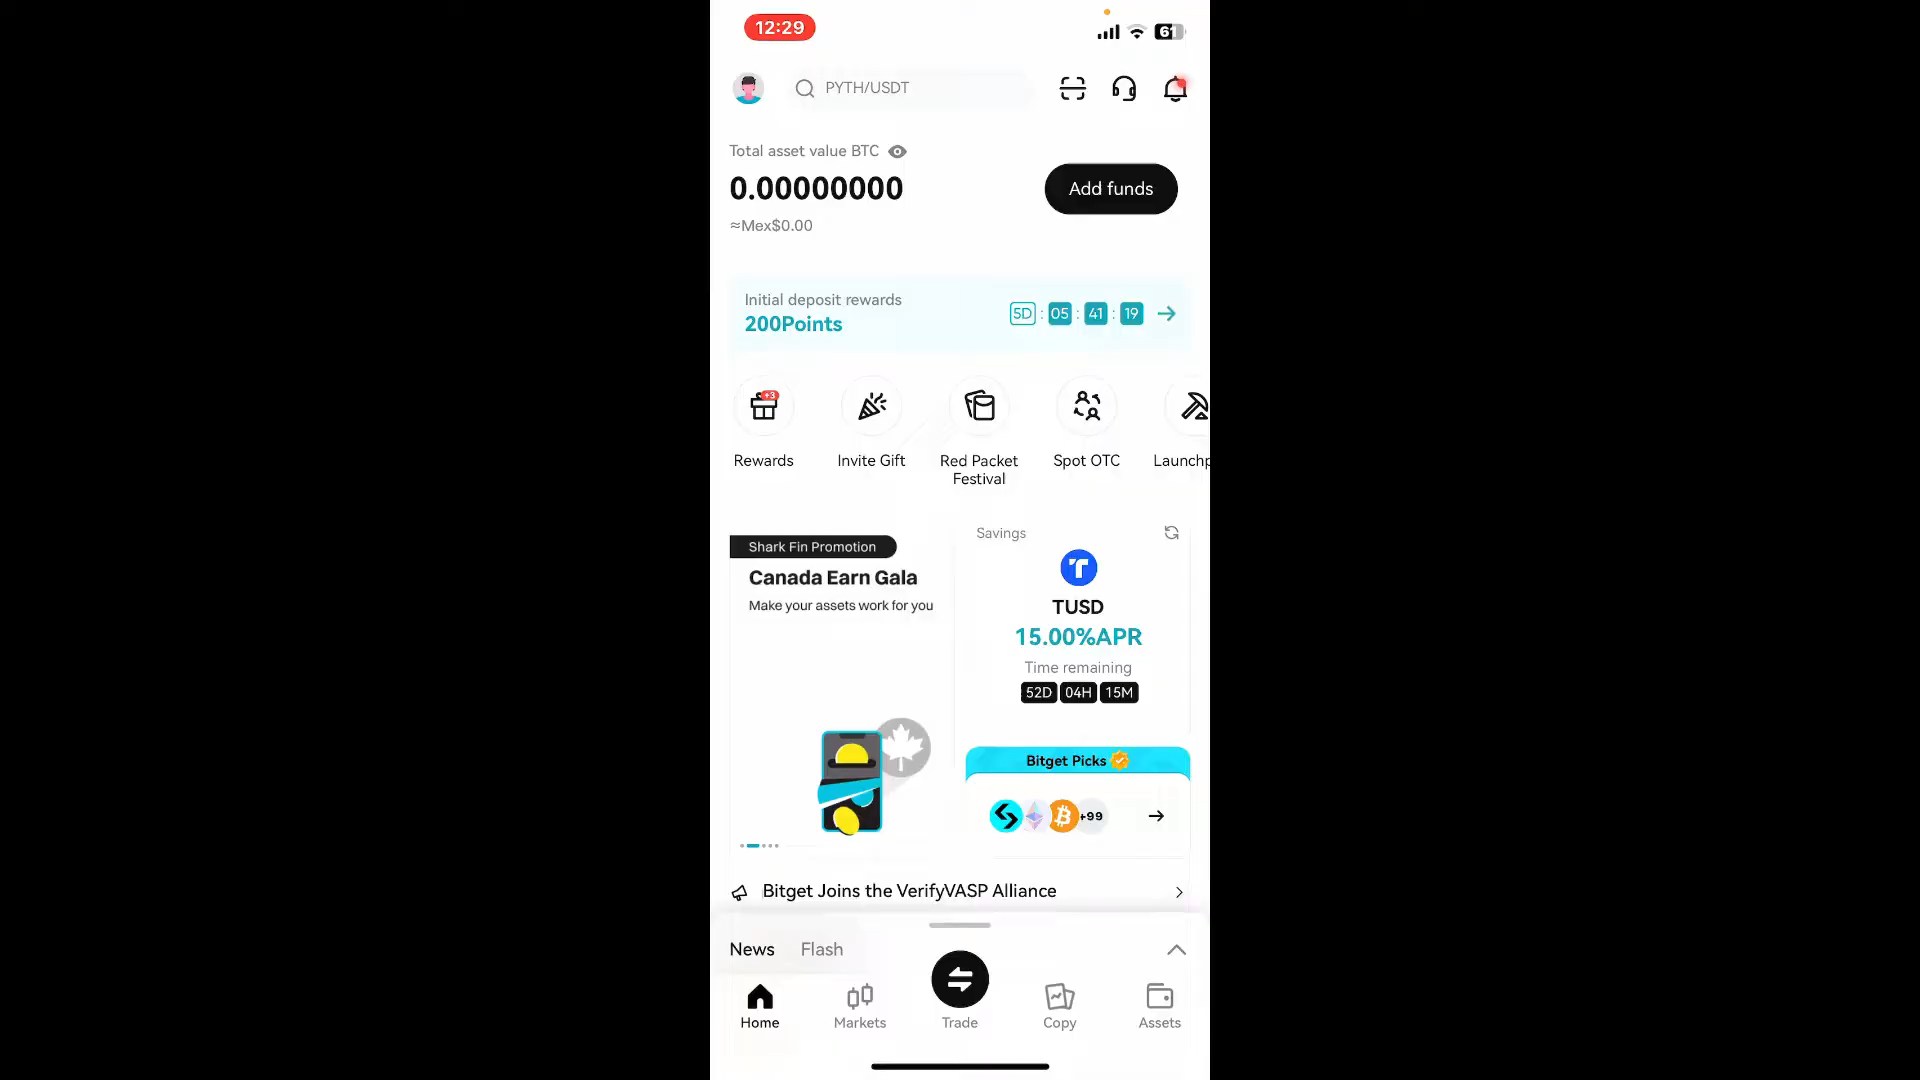 12:29
61
PYTH/USDT
Total asset value BTC
0.00000000
Add funds
≈Mex$0.00
Initial deposit rewards
200Points
5D : 05 : 41 : 19
+3
Rewards
Invite Gift
Red Packet
Festival
Spot OTC
Launchp
Shark Fin Promotion
Canada Earn Gala
Make your assets work for you
Savings
TUSD
15.00%APR
Time remaining
52D 04H 15M
Bitget Picks
+99
Bitget Joins the VerifyVASP Alliance
News
Flash
Home
Markets
Trade
Copy
Assets